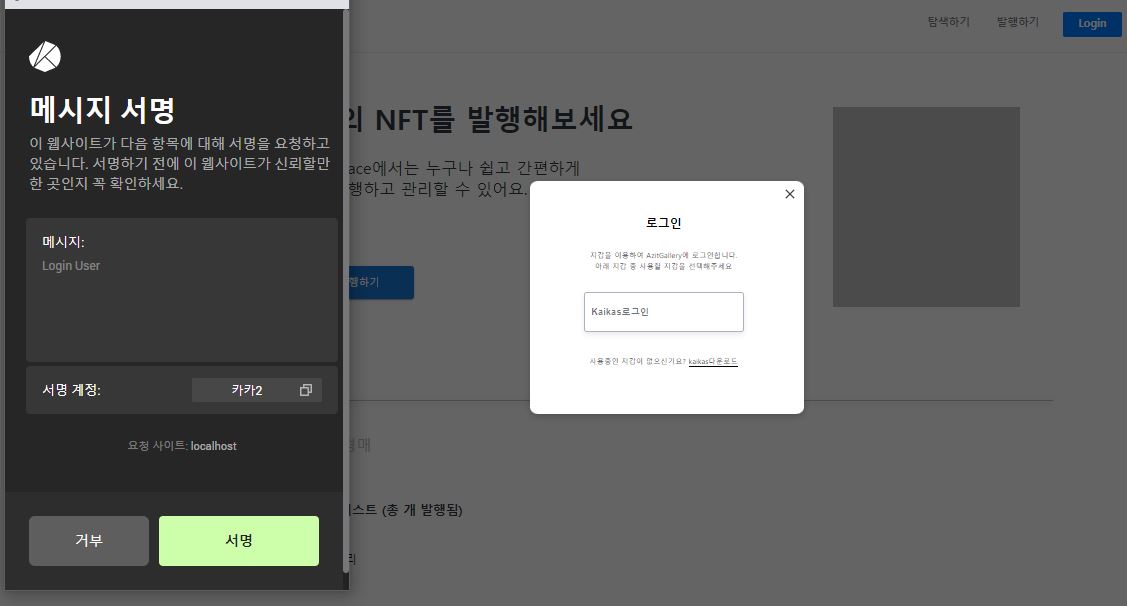 메시지 서명
이 웹사이트가 다음 항목에 대해 서명을 요청하고
있습니다. 서명하기 전에 이 웹사이트가 신뢰할만
한 곳인지 꼭 확인하세요.
메시지:
Login User
서명 계정:
카카2
요청 사이트: localhost
거부
서명
탐색하기
발행하기
Login
의 NFT를 발행해보세요
ace에서는 누구나 쉽고 간편하게
행하고 관리할 수 있어요.
행하기
로그인
지갑을 이용하여 AzitGallery에 로그인합니다.
아래 지갑 중 사용할 지갑을 선택해주세요
Kaikas로그인
사용중인 지갑이 없으신가요? kaikas다운로드
경매
스트 (총 개 발행됨)
리